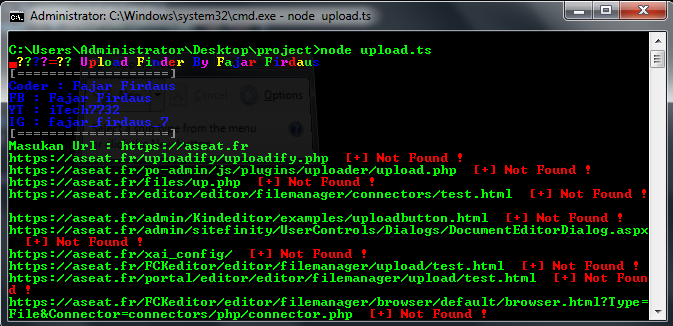 Administrator: C:\Windows\system32\cmd.exe - node upload.ts
C:\Users\Administrator\Desktop\project>node upload.ts
??=?? Upload Finder By Fajar Firdaus
[====================]
Coder : Fajar Firdaus
FB : Fajar Firdaus
YT : iTech7732
IG : fajar_firdaus_7
[====================]
Cancel
Options
from the menu
Masukan Url : https://aseat.fr
https://aseat.fr/uploadify/uploadify.php [+] Not Found !
https://aseat.fr/po-admin/js/plugins/uploader/upload.php [+] Not Found !
https://aseat.fr/files/up.php [+] Not Found !
https://aseat.fr/editor/editor/filemanager/connectors/test.html [+] Not Found !
https://aseat.fr/admin/Kindeditor/examples/uploadbutton.html [+] Not Found !
https://aseat.fr/admin/sitefinity/UserControls/Dialogs/DocumentEditorDialog.aspx
[+] Not Found !
https://aseat.fr/xai_config/ [+] Not Found !
https://aseat.fr/FCKeditor/editor/filemanager/upload/test.html [+] Not Found !
https://aseat.fr/portal/editor/editor/filemanager/upload/test.html [+] Not Foun
d !
https://aseat.fr/FCKeditor/editor/filemanager/browser/default/browser.html?Type=
File&Connector=connectors/php/connector.php [+] Not Found !